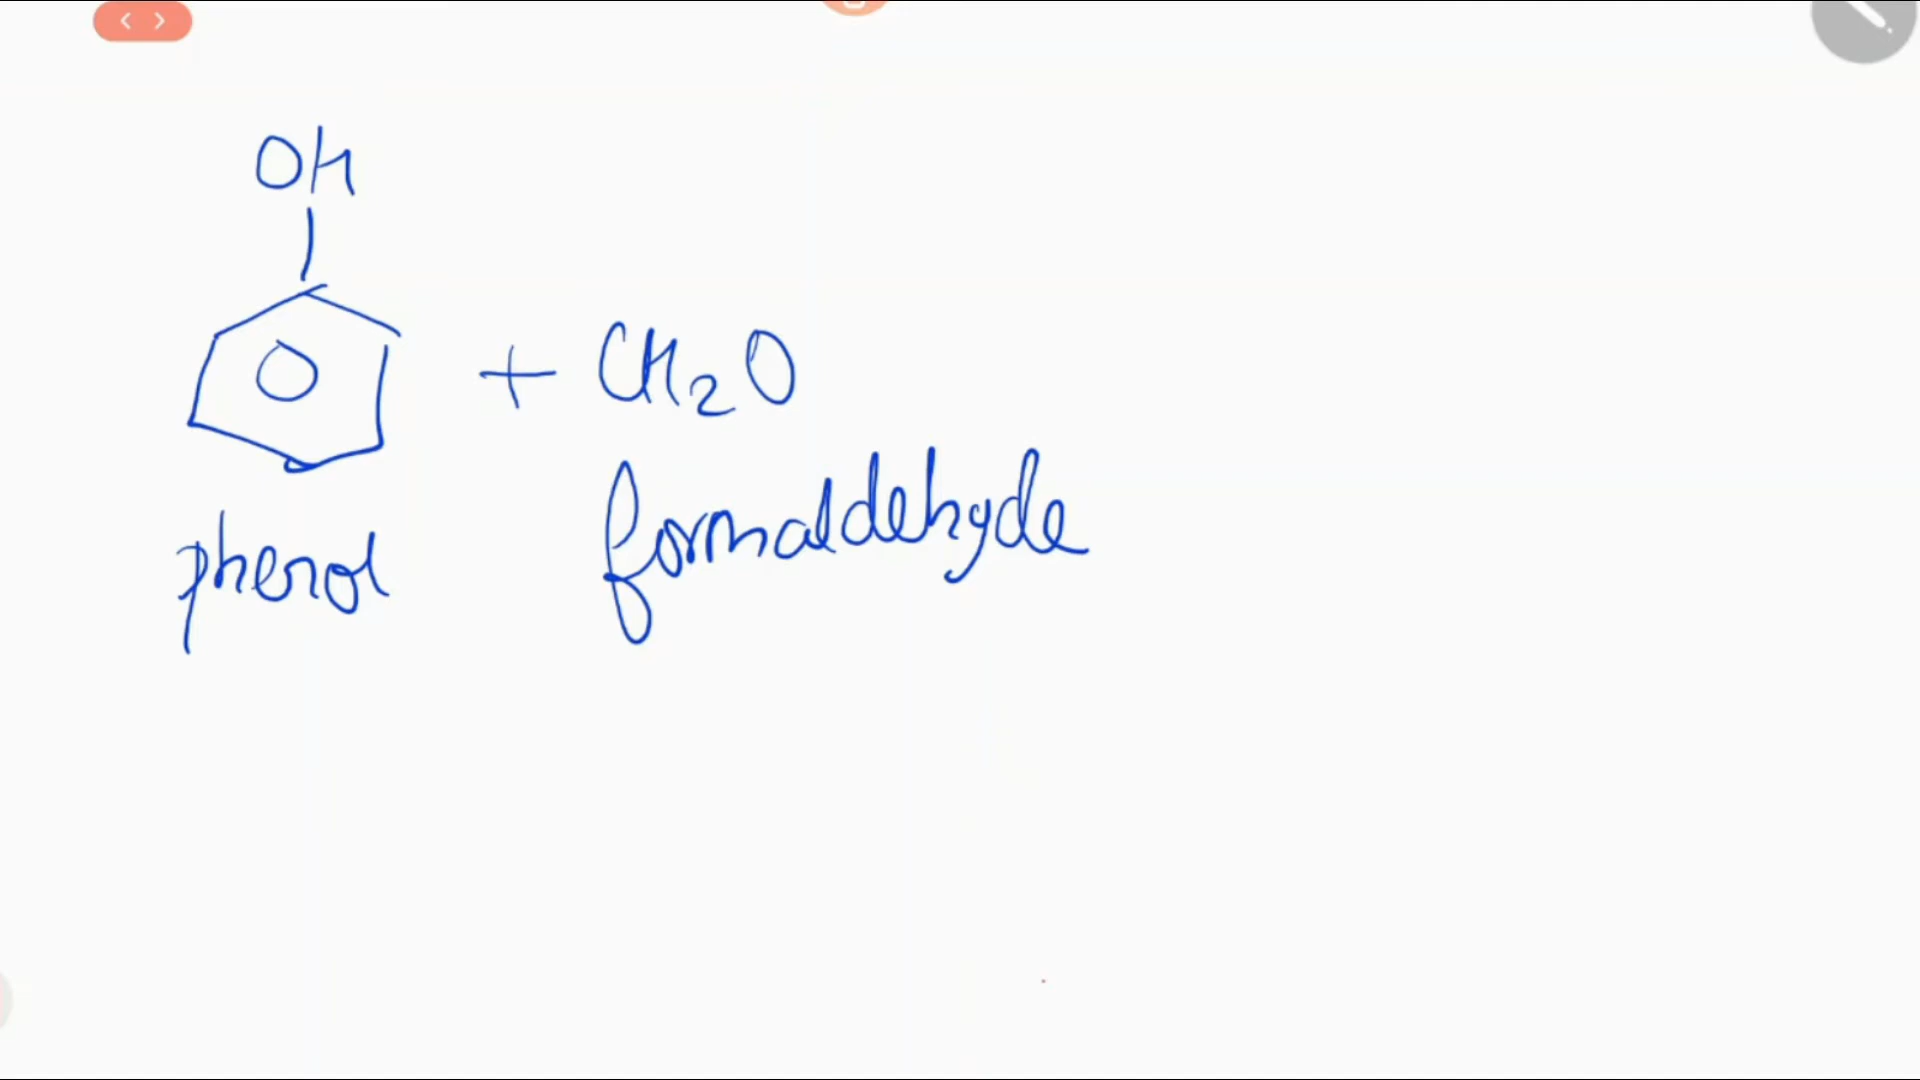 OH
+ CH₂O
phenol
formaldehyde